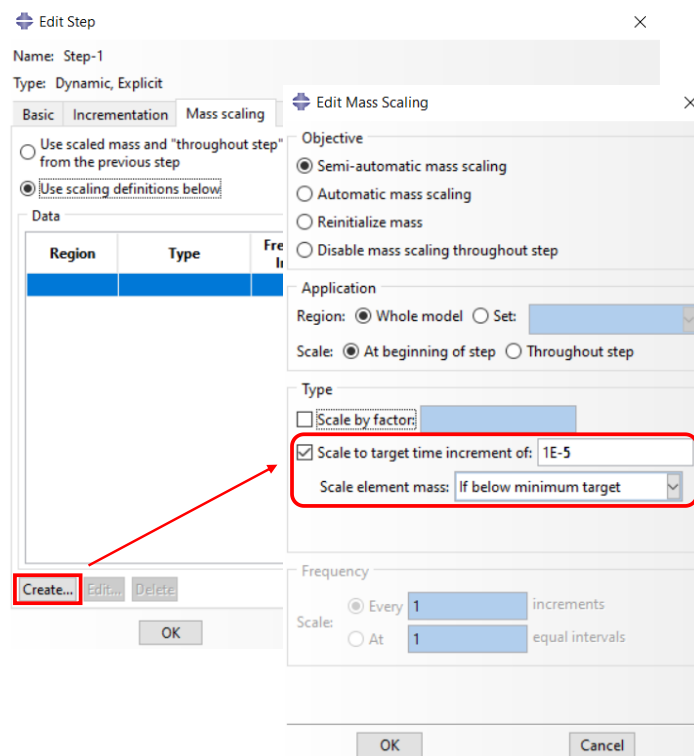 Edit Step
Name: Step-1
Type: Dynamic, Explicit
Basic Incrementation Mass scaling
Use scaled mass and "throughout step"
from the previous step
Use scaling definitions below
Data
Region Type
Edit Mass Scaling
Objective
Semi-automatic mass scaling
Automatic mass scaling
Reinitialize mass
Disable mass scaling throughout step
Application
Region: Whole model Set:
Scale: At beginning of step Throughout step
Type
Scale by factor:
Scale to target time increment of: 1E-5
Scale element mass: If below minimum target
Frequency
Scale: Every 1 increments
At 1 equal intervals
Create... Edit... Delete
OK
OK Cancel